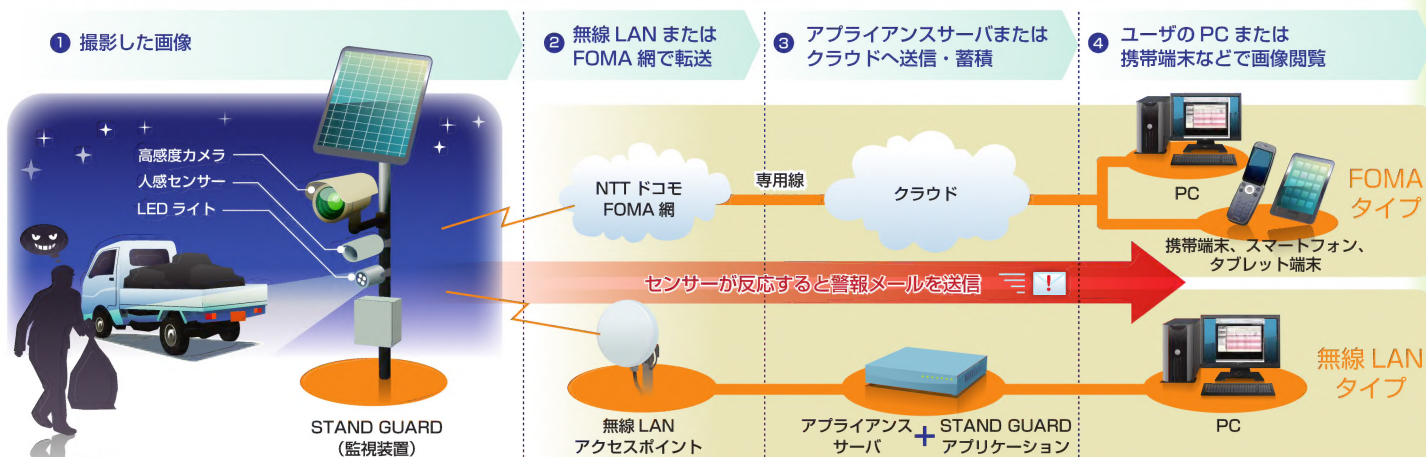 1 撮影した画像
2 無線 LAN または
FOMA 網で転送
3 アプライアンスサーバまたは
クラウドへ送信・蓄積
4 ユーザの PC または
携帯端末などで画像閲覧
高感度カメラ
人感センサー
LED ライト
STAND GUARD
(監視装置)
NTT ドコモ
FOMA 網
専用線
クラウド
PC
携帯端末、スマートフォン、
タブレット端末
FOMA
タイプ
センサーが反応すると警報メールを送信
無線 LAN
アクセスポイント
アプライアンス
サーバ
+
STAND GUARD
アプリケーション
PC
無線 LAN
タイプ